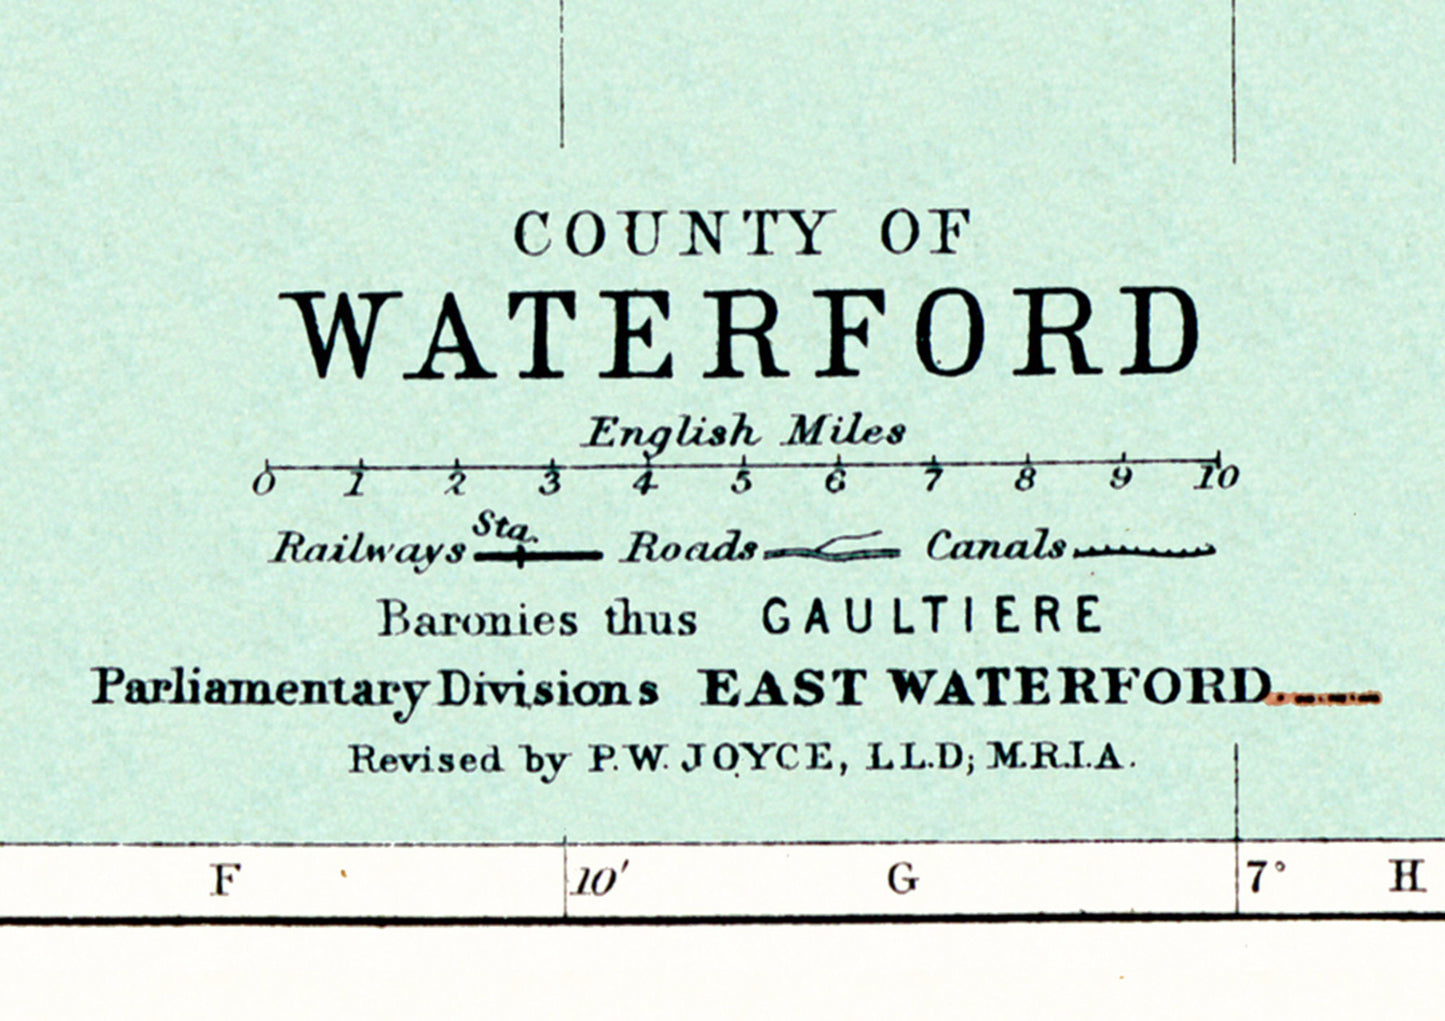 COUNTY OF
WATERFORD
English Miles
0 1 2 3 4 5 6 7 8 9 10
Sta.
Railways Roads Canals
Baronies thus GAULTIERE
Parliamentary Divisions EAST WATERFORD
Revised by P.W. JOYCE, LL.D; M.R.I.A.
F 10' G 7° H